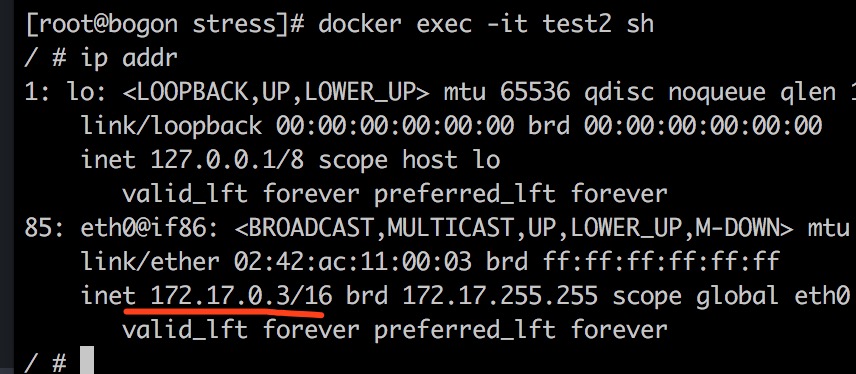 [root@bogon stress]# docker exec -it test2 sh
/ # ip addr
1: lo: <LOOPBACK,UP,LOWER_UP> mtu 65536 qdisc noqueue qlen 1
link/loopback 00:00:00:00:00:00 brd 00:00:00:00:00:00
inet 127.0.0.1/8 scope host lo
valid_lft forever preferred_lft forever
85: eth0@if86: <BROADCAST,MULTICAST,UP,LOWER_UP,M-DOWN> mtu
link/ether 02:42:ac:11:00:03 brd ff:ff:ff:ff:ff:ff
inet 172.17.0.3/16 brd 172.17.255.255 scope global eth0
valid_lft forever preferred_lft forever
/ #